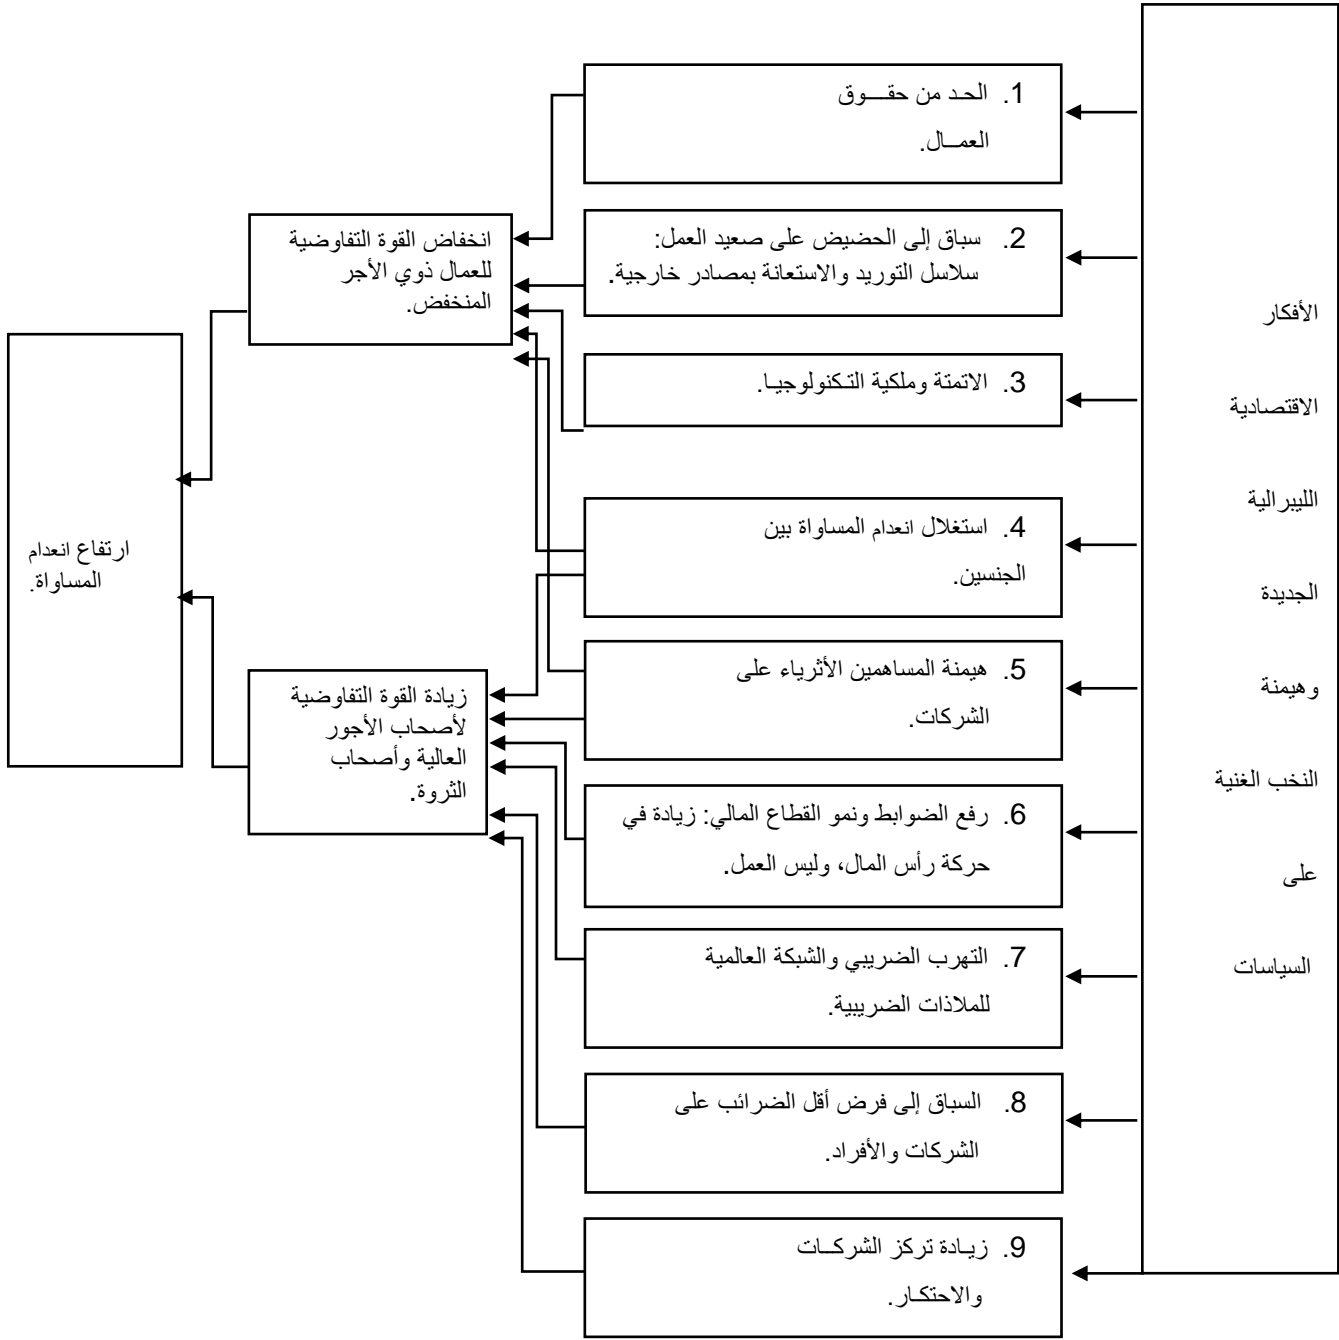 الأفكار
الاقتصادية
الليبرالية
الجديدة
وهيمنة
النخب الغنية
على
السياسات
1. الحد من حقـــوق
العمــال.
2. سباق إلى الحضيض على صعيد العمل:
سلاسل التوريد والاستعانة بمصادر خارجية.
3. الاتمتة وملكية التكنولوجيـا.
4. استغلال انعدام المساواة بين
الجنسين.
5. هيمنة المساهمين الأثرياء على
الشركات.
6. رفع الضوابط ونمو القطاع المالي: زيادة في
حركة رأس المال، وليس العمل.
7. التهرب الضريبي والشبكة العالمية
للملاذات الضريبية.
8. السباق إلى فرض أقل الضرائب على
الشركات والأفراد.
9. زيـادة تركز الشركــات
والاحتكـار.
انخفاض القوة التفاوضية
للعمال ذوي الأجر
المنخفض.
زيادة القوة التفاوضية
لأصحاب الأجور
العالية وأصحاب
الثروة.
ارتفاع انعدام
المساواة.